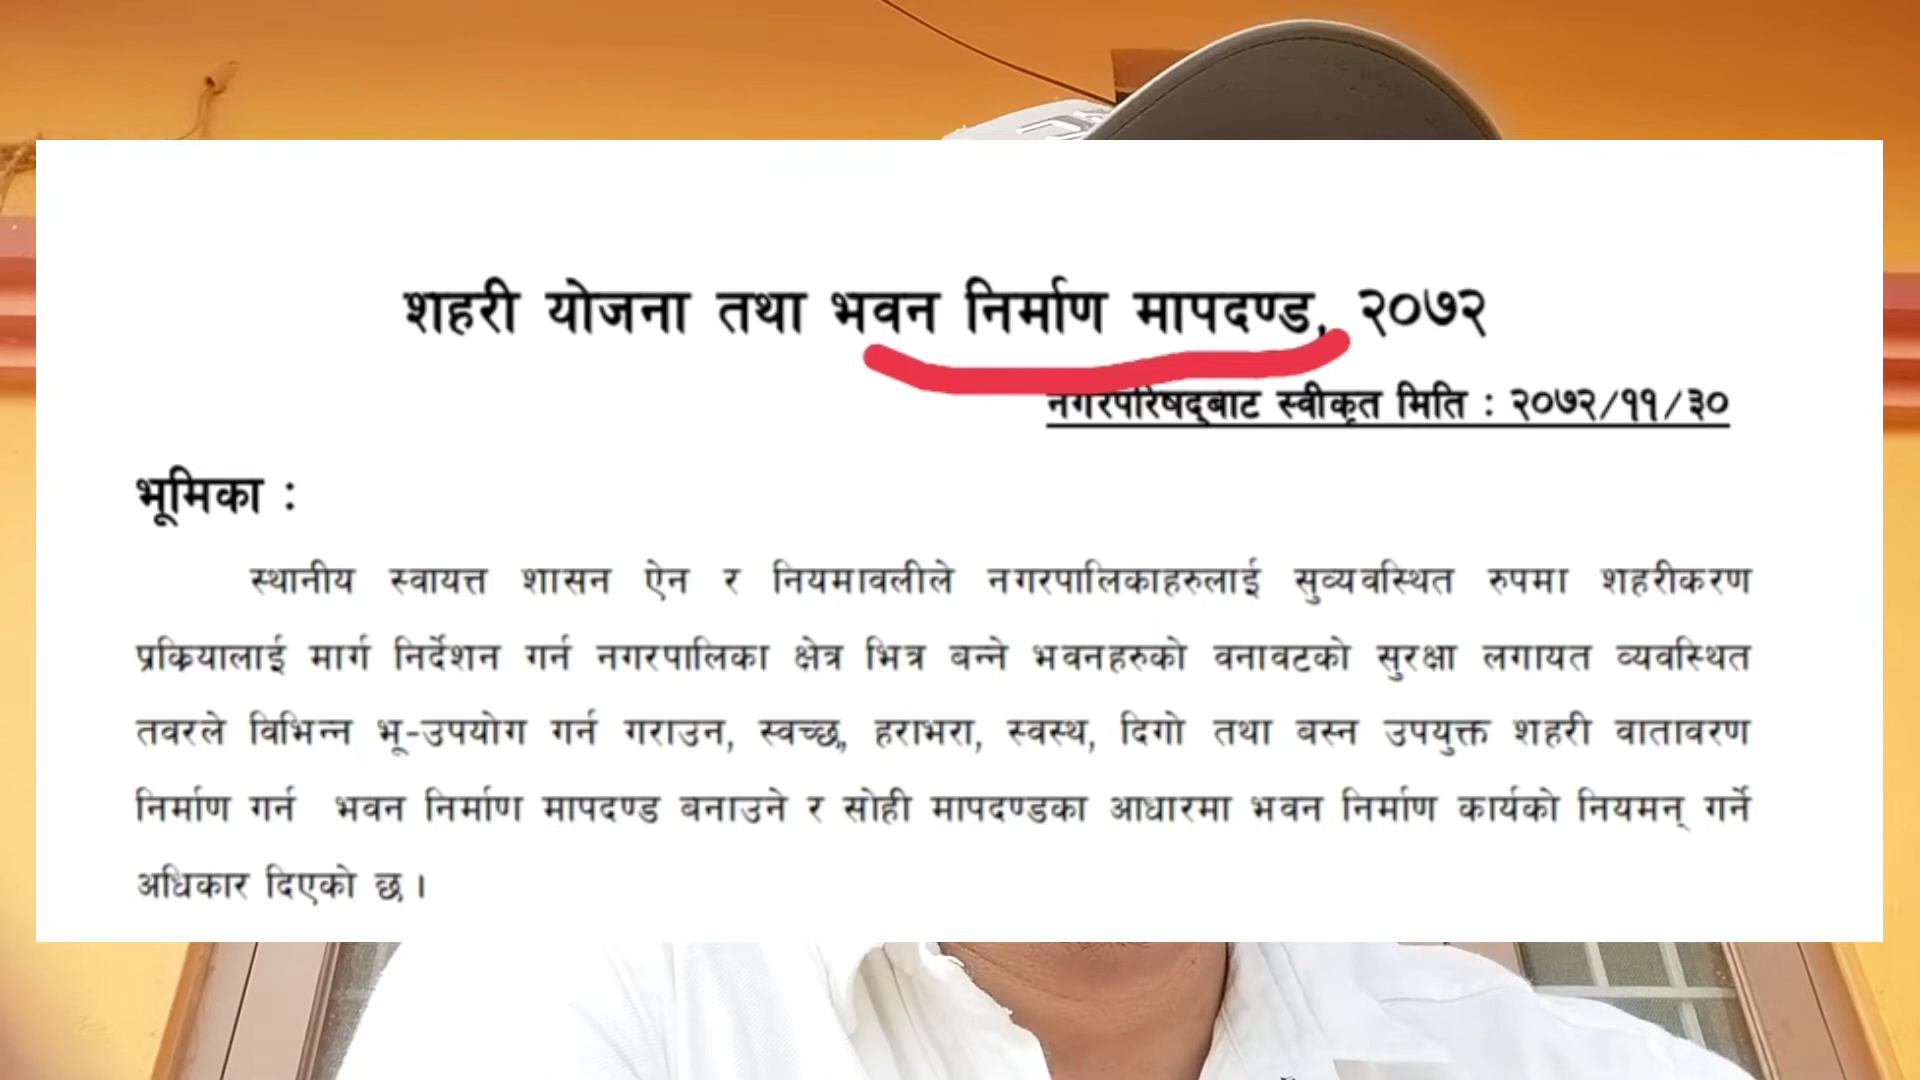 शहरी योजना तथा भवन निर्माण मापदण्ड, २०७२
नगरपरिषद्बाट स्वीकृत मिति : २०७२/११/३०
भूमिका :
स्थानीय स्वायत्त शासन ऐन र नियमावलीले नगरपालिकाहरुलाई सुव्यवस्थित रुपमा शहरीकरण
प्रक्रियालाई मार्ग निर्देशन गर्न नगरपालिका क्षेत्र भित्र बन्ने भवनहरुको वनावटको सुरक्षा लगायत व्यवस्थित
तवरले विभिन्न भू-उपयोग गर्न गराउन, स्वच्छ, हराभरा, स्वस्थ, दिगो तथा बस्न उपयुक्त शहरी वातावरण
निर्माण गर्न भवन निर्माण मापदण्ड बनाउने र सोही मापदण्डका आधारमा भवन निर्माण कार्यको नियमन् गर्ने
अधिकार दिएको छ ।